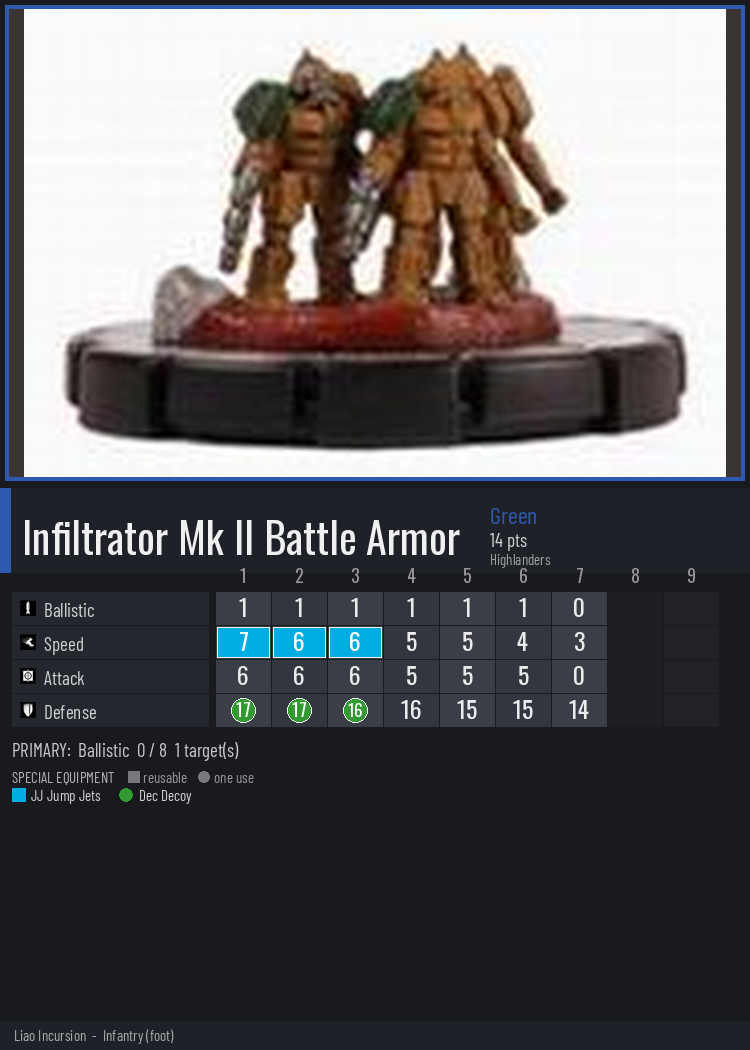 Infiltrator Mk II Battle Armor
Green
14 pts
Highlanders
1 2 3 4 5 6 7 8 9
Ballistic 1 1 1 1 1 1 0
Speed 7 6 6 5 5 4 3
Attack 6 6 6 5 5 5 0
Defense 17 17 16 16 15 15 14
PRIMARY: Ballistic 0 / 8 1 target(s)
SPECIAL EQUIPMENT reusable one use
JJ Jump Jets Dec Decoy
Liao Incursion - Infantry (foot)